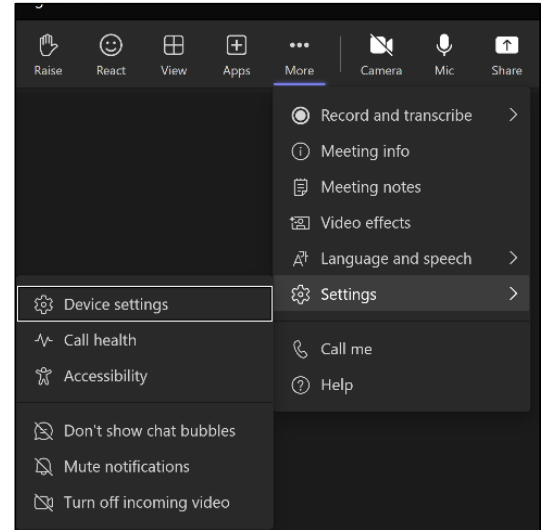 Raise React View Apps More Camera Mic Share
Record and transcribe
Meeting info
Meeting notes
Video effects
Language and speech
Settings
Call me
Help
Device settings
Call health
Accessibility
Don't show chat bubbles
Mute notifications
Turn off incoming video